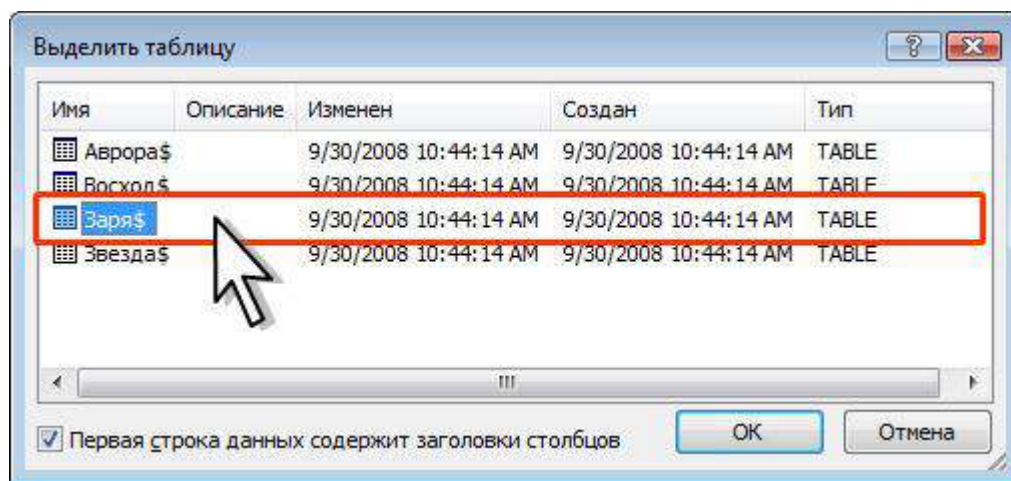 Выделить таблицу
Имя Описание Изменен Создан Тип
Аврора$ 9/30/2008 10:44:14 AM 9/30/2008 10:44:14 AM TABLE
Восход$ 9/30/2008 10:44:14 AM 9/30/2008 10:44:14 AM TABLE
Заря$ 9/30/2008 10:44:14 AM 9/30/2008 10:44:14 AM TABLE
Звезда$ 9/30/2008 10:44:14 AM 9/30/2008 10:44:14 AM TABLE
Первая строка данных содержит заголовки столбцов OK Отмена